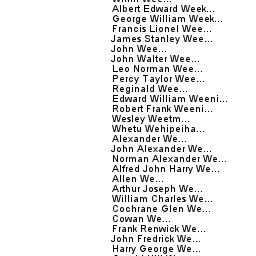 Albert Edward Week...
George William Week...
Francis Lionel Wee...
James Stanley Wee...
John Wee...
John Walter Wee...
Leo Norman Wee...
Percy Taylor Wee...
Reginald Wee...
Edward William Weeni...
Robert Frank Weeni...
Wesley Weetm...
Whetu Wehipeiha...
Alexander We...
John Alexander We...
Norman Alexander We...
Alfred John Harry We...
Allen We...
Arthur Joseph We...
William Charles We...
Cochrane Glen We...
Cowan We...
Frank Renwick We...
John Fredrick We...
Harry George We...